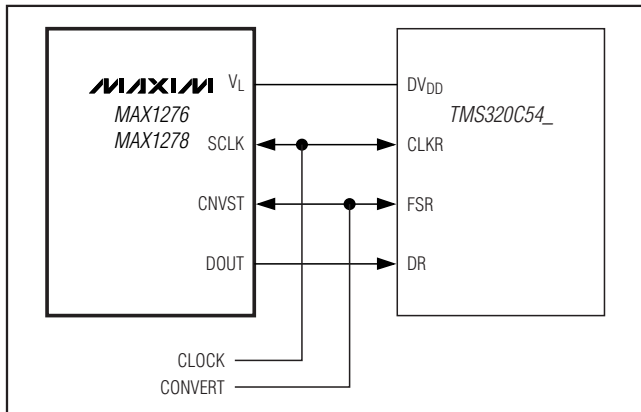 MAXIM
MAX1276
MAX1278
VL
SCLK
CNVST
DOUT
DVDD
TMS320C54_
CLKR
FSR
DR
CLOCK
CONVERT